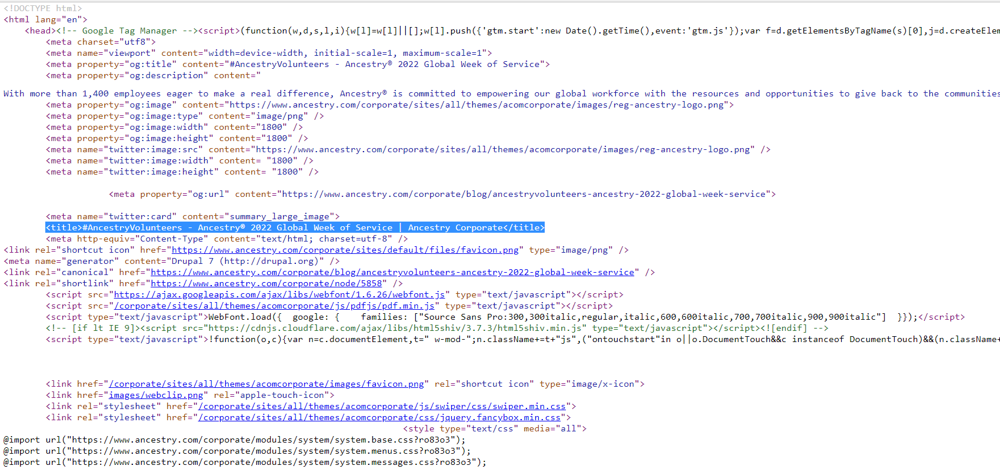 <!DOCTYPE html>
<html lang="en">
<head><!-- Google Tag Manager --><script>(function(w,d,s,l,i){w[l]=w[l]||[];w[l].push({'gtm.start':new Date().getTime(),event:'gtm.js'});var f=d.getElementsByTagName(s)[0],j=d.createElem
<meta charset="utf8">
<meta name="viewport" content="width=device-width, initial-scale=1, maximum-scale=1">
<meta property="og:title" content="#AncestryVolunteers - Ancestry® 2022 Global Week of Service">
<meta property="og:description" content="
With more than 1,400 employees eager to make a real difference, Ancestry® is committed to empowering our global workforce with the resources and opportunities to give back to the communities
<meta property="og:image" content="https://www.ancestry.com/corporate/sites/all/themes/acomcorporate/images/reg-ancestry-logo.png">
<meta property="og:image:type" content="image/png" />
<meta property="og:image:width" content="1800" />
<meta property="og:image:height" content="1800" />
<meta name="twitter:image:src" content="https://www.ancestry.com/corporate/sites/all/themes/acomcorporate/images/reg-ancestry-logo.png" />
<meta name="twitter:image:width" content= "1800" />
<meta name="twitter:image:height" content= "1800" />
<meta property="og:url" content="https://www.ancestry.com/corporate/blog/ancestryvolunteers-ancestry-2022-global-week-service">
<meta name="twitter:card" content="summary_large_image">
<title>#AncestryVolunteers - Ancestry® 2022 Global Week of Service | Ancestry Corporate</title>
<meta http-equiv="Content-Type" content="text/html; charset=utf-8" />
<link rel="shortcut icon" href="https://www.ancestry.com/corporate/sites/default/files/favicon.png" type="image/png" />
<meta name="generator" content="Drupal 7 (http://drupal.org)" />
<link rel="canonical" href="https://www.ancestry.com/corporate/blog/ancestryvolunteers-ancestry-2022-global-week-service" />
<link rel="shortlink" href="https://www.ancestry.com/corporate/node/5858" />
<script src="https://ajax.googleapis.com/ajax/libs/webfont/1.6.26/webfont.js" type="text/javascript"></script>
<script src="/corporate/sites/all/themes/acomcorporate/js/pdfjs/pdf.min.js" type="text/javascript"></script>
<script type="text/javascript">WebFont.load({  google: {    families: ["Source Sans Pro:300,300italic,regular,italic,600,600italic,700,700italic,900,900italic"]  }});</script>
<!-- [if lt IE 9]><script src="https://cdnjs.cloudflare.com/ajax/libs/html5shiv/3.7.3/html5shiv.min.js" type="text/javascript"></script><![endif] -->
<script type="text/javascript">!function(o,c){var n=c.documentElement,t=" w-mod-";n.className+=t+"js",("ontouchstart"in o||o.DocumentTouch&&c instanceof DocumentTouch)&&(n.className+
<link href="/corporate/sites/all/themes/acomcorporate/images/favicon.png" rel="shortcut icon" type="image/x-icon">
<link href="images/webclip.png" rel="apple-touch-icon">
<link rel="stylesheet" href="/corporate/sites/all/themes/acomcorporate/js/swiper/css/swiper.min.css">
<link rel="stylesheet" href="/corporate/sites/all/themes/acomcorporate/css/jquery.fancybox.min.css">
<style type="text/css" media="all">
@import url("https://www.ancestry.com/corporate/modules/system/system.base.css?ro83o3");
@import url("https://www.ancestry.com/corporate/modules/system/system.menus.css?ro83o3");
@import url("https://www.ancestry.com/corporate/modules/system/system.messages.css?ro83o3");